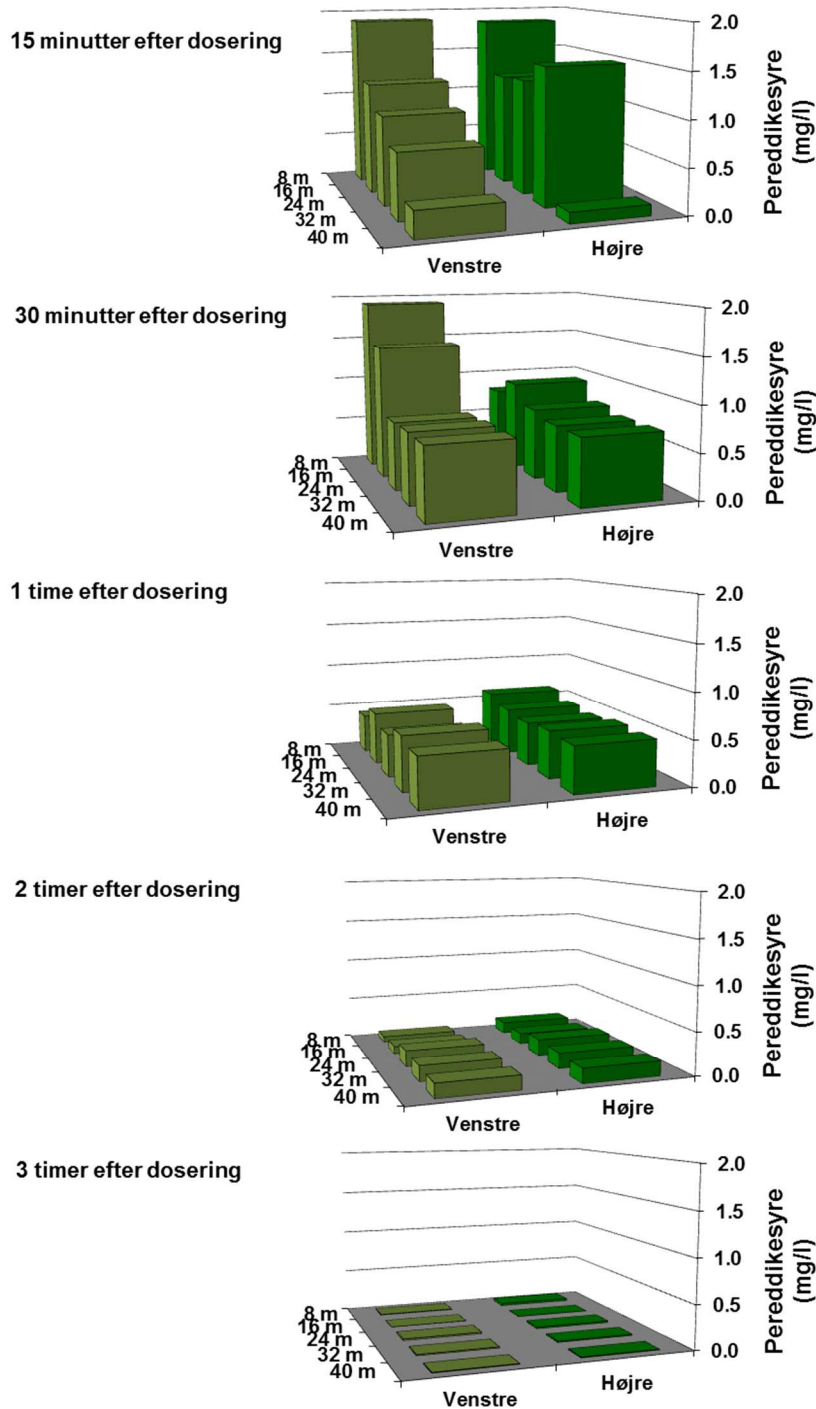 15 minutter efter dosering
2.0
1.5
1.0
0.5
0.0
Pereddikesyre
(mg/l)
8 m
16 m
24 m
32 m
40 m
Venstre
Højre
30 minutter efter dosering
2.0
1.5
1.0
0.5
0.0
Pereddikesyre
(mg/l)
8 m
16 m
24 m
32 m
40 m
Venstre
Højre
1 time efter dosering
2.0
1.5
1.0
0.5
0.0
Pereddikesyre
(mg/l)
8 m
16 m
24 m
32 m
40 m
Venstre
Højre
2 timer efter dosering
2.0
1.5
1.0
0.5
0.0
Pereddikesyre
(mg/l)
8 m
16 m
24 m
32 m
40 m
Venstre
Højre
3 timer efter dosering
2.0
1.5
1.0
0.5
0.0
Pereddikesyre
(mg/l)
8 m
16 m
24 m
32 m
40 m
Venstre
Højre